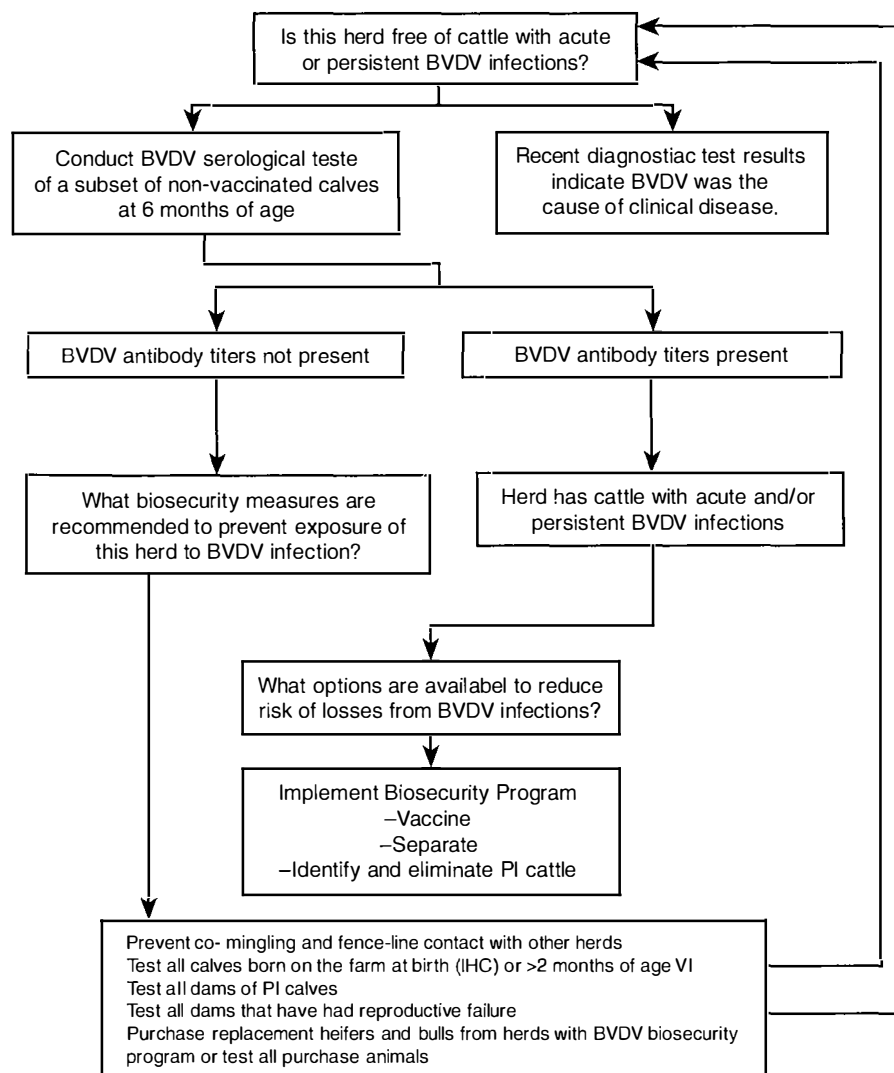 Is this herd free of cattle with acute
or persistent BVDV infections?
Conduct BVDV serological teste
of a subset of non-vaccinated calves
at 6 months of age
Recent diagnostiac test results
indicate BVDV was the
cause of clinical disease.
BVDV antibody titers not present
BVDV antibody titers present
What biosecurity measures are
recommended to prevent exposure of
this herd to BVDV infection?
Herd has cattle with acute and/or
persistent BVDV infections
What options are availabel to reduce
risk of losses from BVDV infections?
Implement Biosecurity Program
–Vaccine
–Separate
–Identify and eliminate PI cattle
Prevent co- mingling and fence-line contact with other herds
Test all calves born on the farm at birth (IHC) or >2 months of age VI
Test all dams of PI calves
Test all dams that have had reproductive failure
Purchase replacement heifers and bulls from herds with BVDV biosecurity
program or test all purchase animals